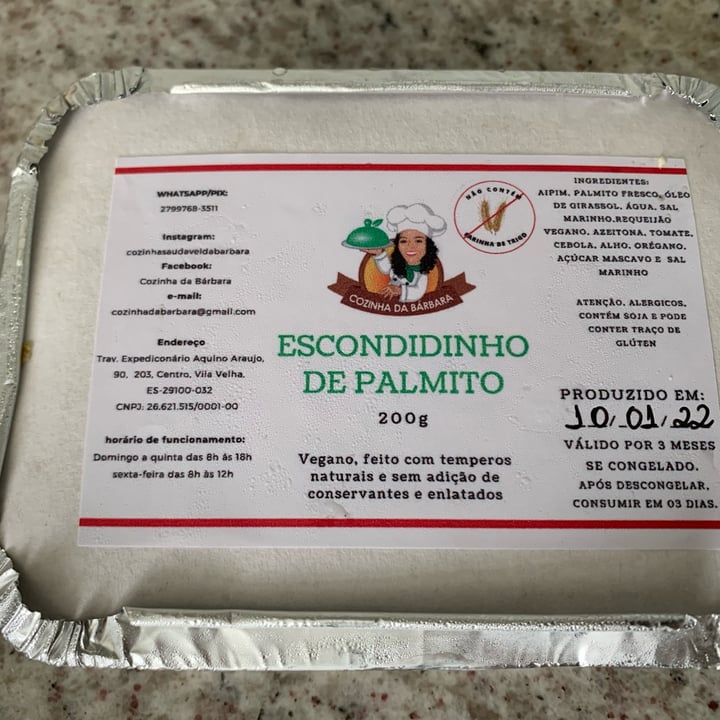 WHATSAPP/PIX:
2799768-3511
Instagram:
cozinhasaudaveldabarbara
Facebook:
Cozinha da Bárbara
e-mail:
cozinhadabarbara@gmail.com
Endereço
Trav. Expedicionário Aquino Araujo,
90, 203, Centro, Vila Velha,
ES-29100-032
CNPJ: 26.621.515/0001-00
horário de funcionamento:
Domingo a quinta das 8h ás 18h
sexta-feira das 8h às 12h
COZINHA DA BÁRBARA
ESCONDIDINHO
DE PALMITO
200g
Vegano, feito com temperos
naturais e sem adição de
conservantes e enlatados
NÃO CONTÉM
FARINHA DE TRIGO
INGREDIENTES:
AIPIM, PALMITO FRESCO, ÓLEO
DE GIRASSOL, ÁGUA, SAL
MARINHO,REQUEIJÃO
VEGANO, AZEITONA, TOMATE,
CEBOLA, ALHO, ORÉGANO,
AÇÚCAR MASCAVO E SAL
MARINHO
ATENÇÃO, ALERGICOS,
CONTÉM SOJA E PODE
CONTER TRAÇO DE
GLÚTEN
PRODUZIDO EM:
10/01/22
VÁLIDO POR 3 MESES
SE CONGELADO.
APÓS DESCONGELAR,
CONSUMIR EM 03 DIAS.